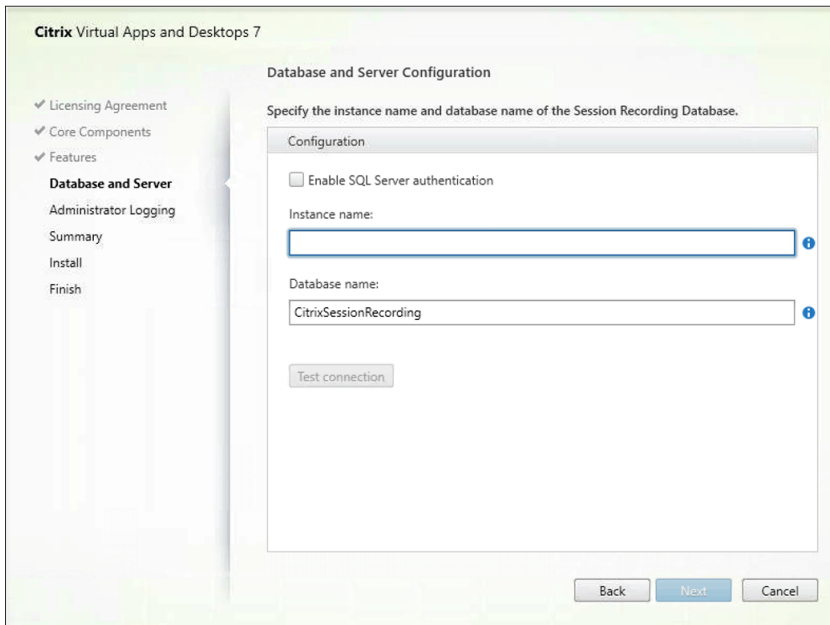 Citrix Virtual Apps and Desktops 7
Licensing Agreement
Core Components
Features
Database and Server
Administrator Logging
Summary
Install
Finish
Database and Server Configuration
Specify the instance name and database name of the Session Recording Database.
Configuration
Enable SQL Server authentication
Instance name:
Database name:
CitrixSessionRecording
Test connection
Back
Next
Cancel